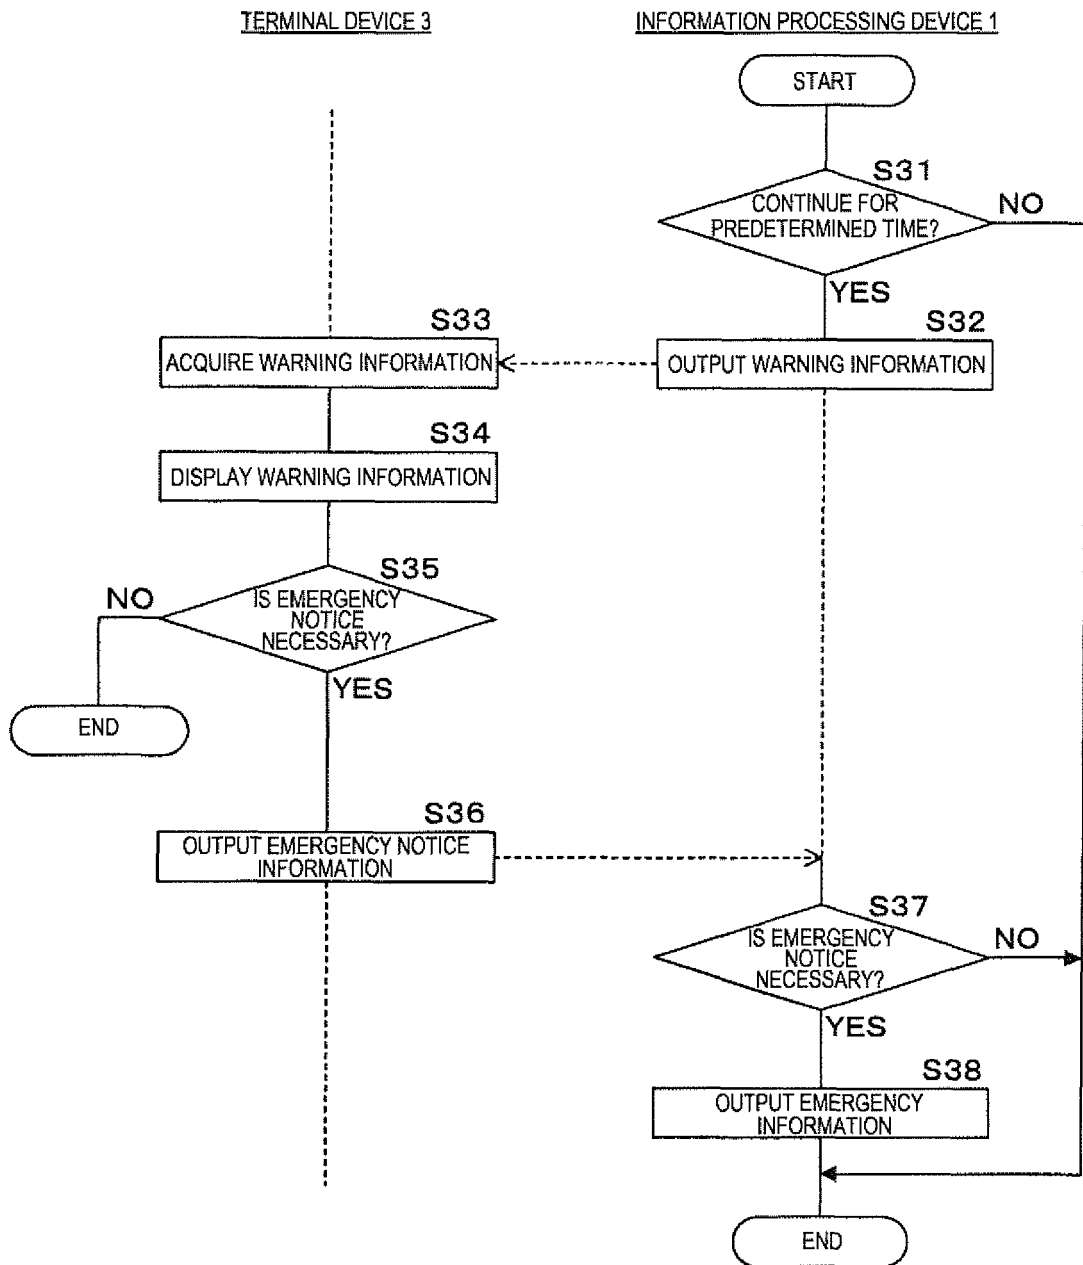 TERMINAL DEVICE 3
INFORMATION PROCESSING DEVICE 1
START
S31
CONTINUE FOR
PREDETERMINED TIME?
NO
YES
S33
S32
ACQUIRE WARNING INFORMATION
OUTPUT WARNING INFORMATION
S34
DISPLAY WARNING INFORMATION
S35
NO
IS EMERGENCY
NOTICE
NECESSARY?
YES
END
S36
OUTPUT EMERGENCY NOTICE
INFORMATION
S37
IS EMERGENCY
NOTICE
NECESSARY?
NO
YES
S38
OUTPUT EMERGENCY
INFORMATION
END